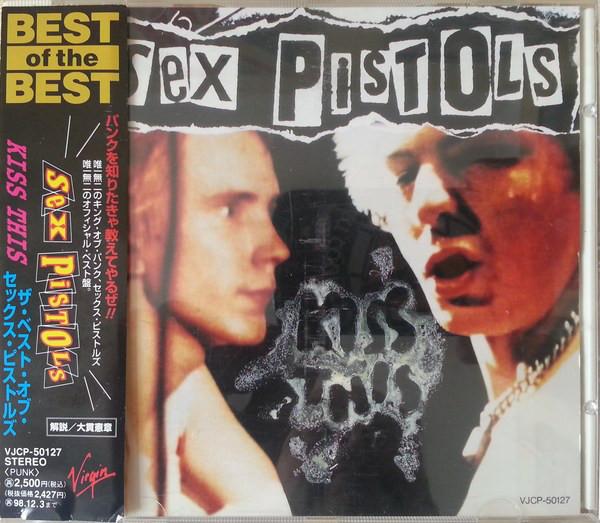 BEST
of the
BEST
パンクを知りたきゃ教えてやるぜ!!
唯一無二のキング・オブ・パンク、セックス・ピストルズ
唯一無二のオフィシャル・ベスト盤。
SEX PISTOLS
KISS THIS
ザ・ベスト・オブ・
セックス・ピストルズ
解説/大貫憲章
VJCP-50127
STEREO
〈PUNK〉
2,500円(税込)
(税抜価格2,427円)
98.12.3まで
Virgin
Sex PISTOLs
KISS
THIS
VJCP-50127